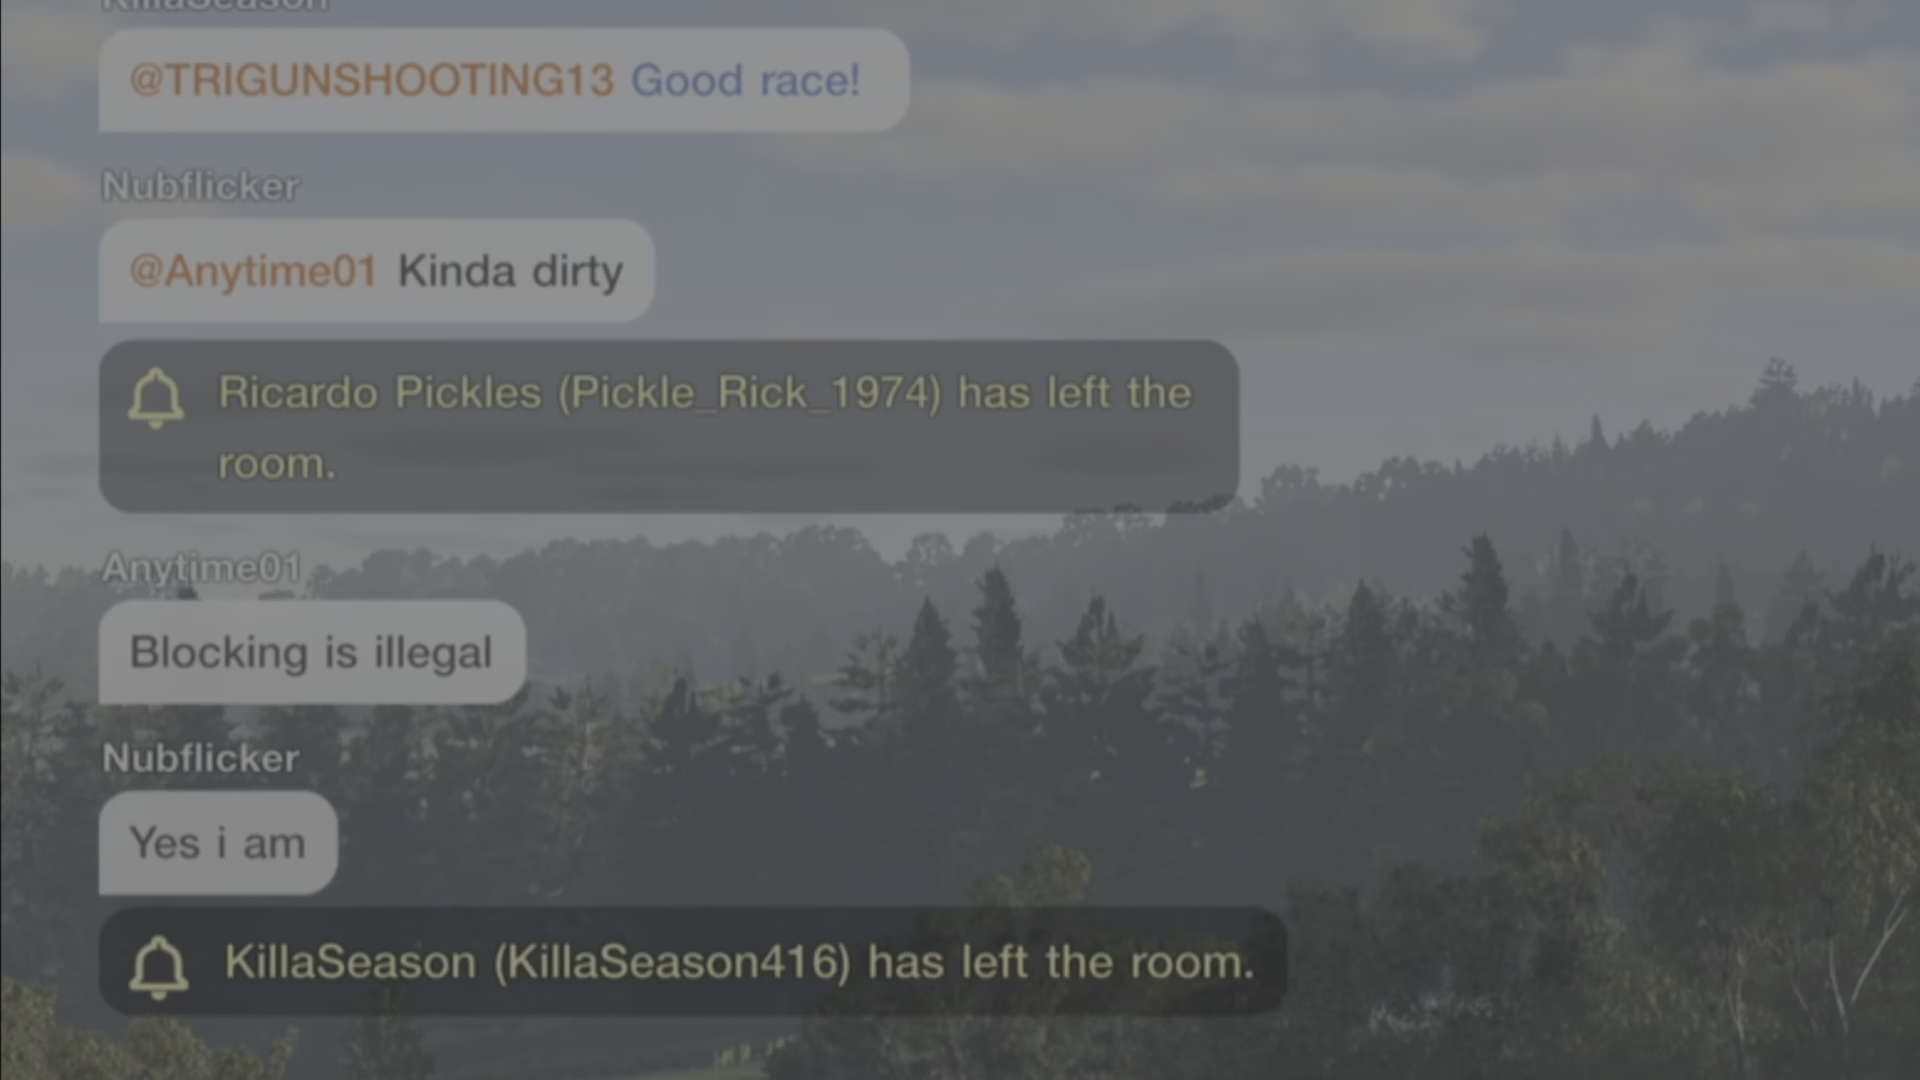 KillaSeason
@TRIGUNSHOOTING13 Good race!
Nubflicker
@Anytime01 Kinda dirty
Ricardo Pickles (Pickle_Rick_1974) has left the
room.
Anytime01
Blocking is illegal
Nubflicker
Yes i am
KillaSeason (KillaSeason416) has left the room.